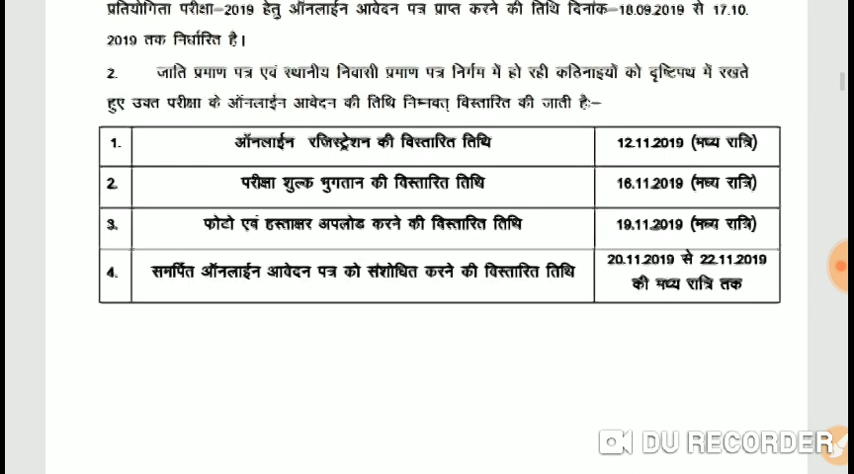 प्रतियोगिता परीक्षा–2019 हेतु ऑनलाईन आवेदन पत्र प्राप्त करने की तिथि दिनांक–18.09.2019 से 17.10.
2019 तक निर्धारित है।
2. जाति प्रमाण पत्र एवं स्थानीय निवासी प्रमाण पत्र निर्गम में हो रही कठिनाइयों को दृष्टिपथ में रखते
हुए उक्त परीक्षा के ऑनलाईन आवेदन की तिथि निम्नवत् विस्तारित की जाती हैः–
1. ऑनलाईन रजिस्ट्रेशन की विस्तारित तिथि 12.11.2019 (मध्य रात्रि)
2. परीक्षा शुल्क भुगतान की विस्तारित तिथि 16.11.2019 (मध्य रात्रि)
3. फोटो एवं हस्ताक्षर अपलोड करने की विस्तारित तिथि 19.11.2019 (मध्य रात्रि)
4. समर्पित ऑनलाईन आवेदन पत्र को संशोधित करने की विस्तारित तिथि 20.11.2019 से 22.11.2019
की मध्य रात्रि तक
DU RECORDER